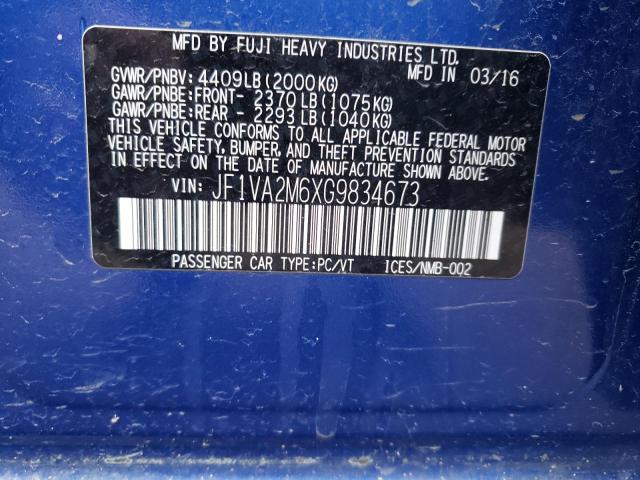 MFD BY FUJI HEAVY INDUSTRIES LTD.
MFD IN 03/16
GVWR/PNBV: 4409LB(2000KG)
GAWR/PNBE:FRONT- 2370LB(1075KG)
GAWR/PNBE:REAR - 2293LB(1040KG)
THIS VEHICLE CONFORMS TO ALL APPLICABLE FEDERAL MOTOR
VEHICLE SAFETY, BUMPER, AND THEFT PREVENTION STANDARDS
IN EFFECT ON THE DATE OF MANUFACTURE SHOWN ABOVE.
VIN: JF1VA2M6XG9834673
PASSENGER CAR TYPE:PC/VT ICES/NMB-002